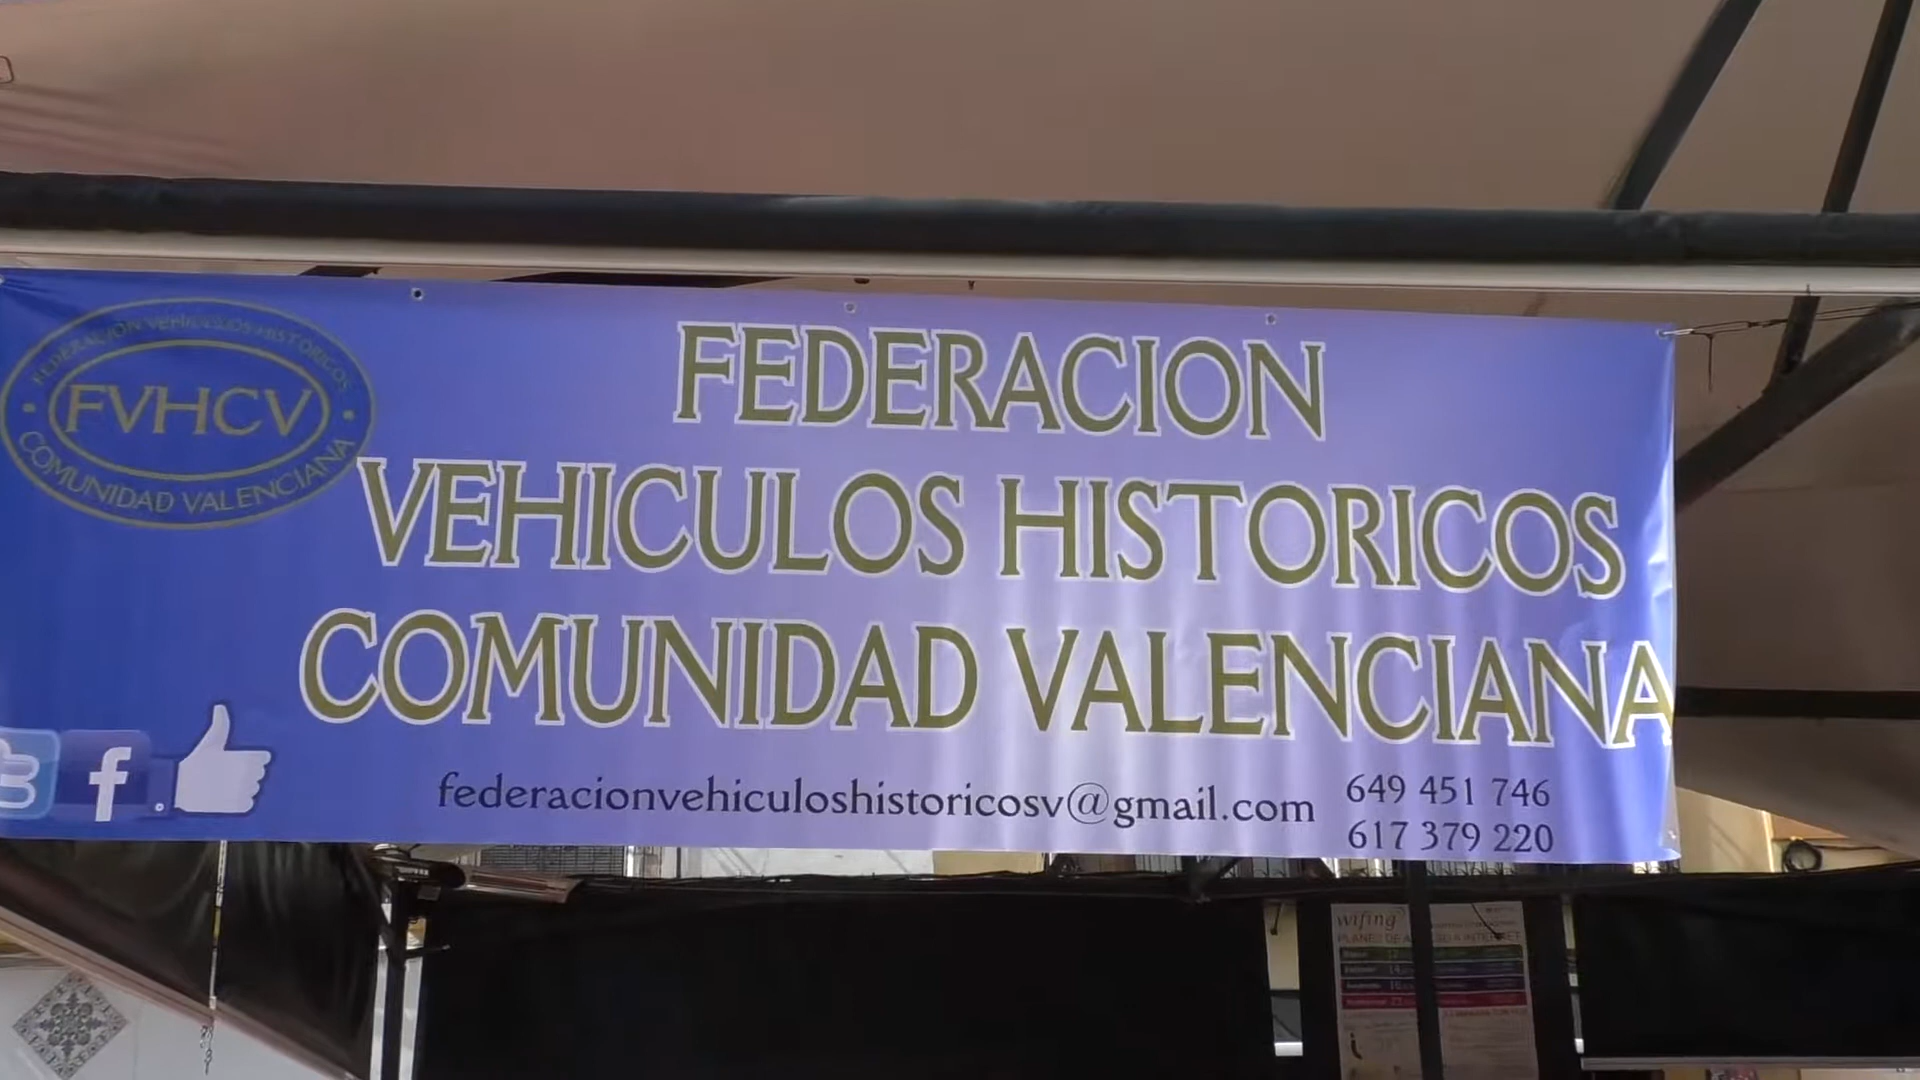 FEDERACION VEHICULOS HISTORICOS
FVHCV
COMUNIDAD VALENCIANA
FEDERACION
VEHICULOS HISTORICOS
COMUNIDAD VALENCIANA
f
federacionvehiculoshistoricosv@gmail.com
649 451 746
617 379 220
wifing